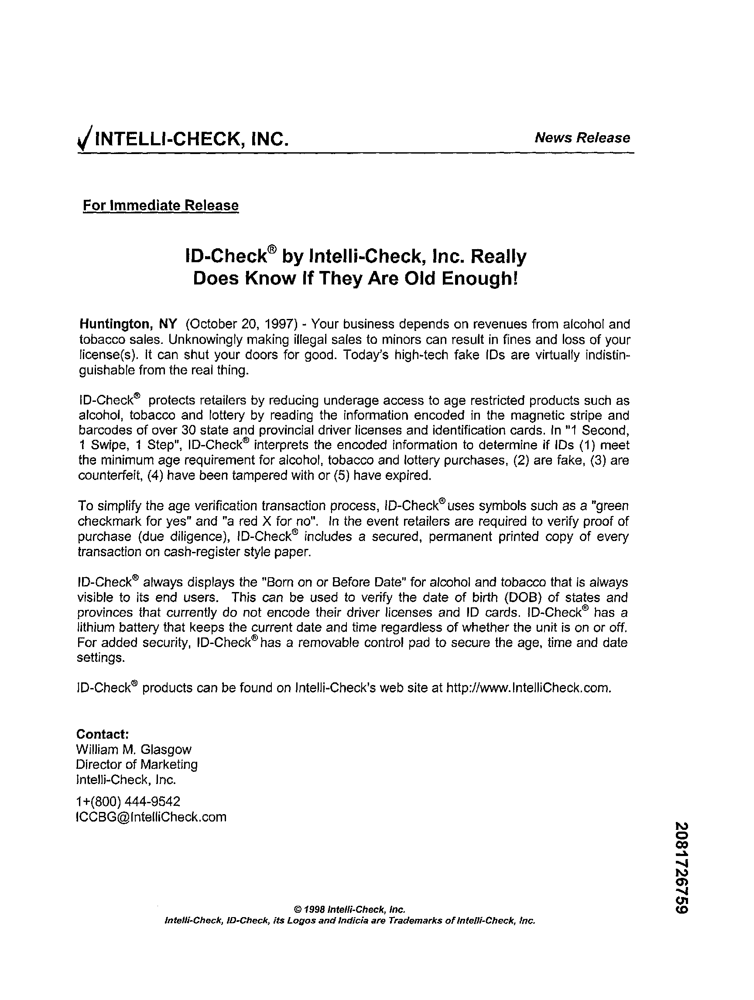 ✓INTELLI-CHECK, INC.
News Release
For Immediate Release
ID-Check® by Intelli-Check, Inc. Really
Does Know If They Are Old Enough!
Huntington, NY (October 20, 1997) - Your business depends on revenues from alcohol and
tobacco sales. Unknowingly making illegal sales to minors can result in fines and loss of your
license(s). It can shut your doors for good. Today's high-tech fake IDs are virtually indistin-
guishable from the real thing.
ID-Check® protects retailers by reducing underage access to age restricted products such as
alcohol, tobacco and lottery by reading the information encoded in the magnetic stripe and
barcodes of over 30 state and provincial driver licenses and identification cards. In "1 Second,
1 Swipe, 1 Step", ID-Check® interprets the encoded information to determine if IDs (1) meet
the minimum age requirement for alcohol, tobacco and lottery purchases, (2) are fake, (3) are
counterfeit, (4) have been tampered with or (5) have expired.
To simplify the age verification transaction process, ID-Check® uses symbols such as a "green
checkmark for yes" and "a red X for no". In the event retailers are required to verify proof of
purchase (due diligence), ID-Check® includes a secured, permanent printed copy of every
transaction on cash-register style paper.
ID-Check® always displays the "Born on or Before Date" for alcohol and tobacco that is always
visible to its end users. This can be used to verify the date of birth (DOB) of states and
provinces that currently do not encode their driver licenses and ID cards. ID-Check® has a
lithium battery that keeps the current date and time regardless of whether the unit is on or off.
For added security, ID-Check® has a removable control pad to secure the age, time and date
settings.
ID-Check® products can be found on Intelli-Check's web site at http://www.IntelliCheck.com.
Contact:
William M. Glasgow
Director of Marketing
Intelli-Check, Inc.
1+(800) 444-9542
ICCBG@IntelliCheck.com
2081726759
© 1998 Intelli-Check, Inc.
Intelli-Check, ID-Check, its Logos and Indicia are Trademarks of Intelli-Check, Inc.